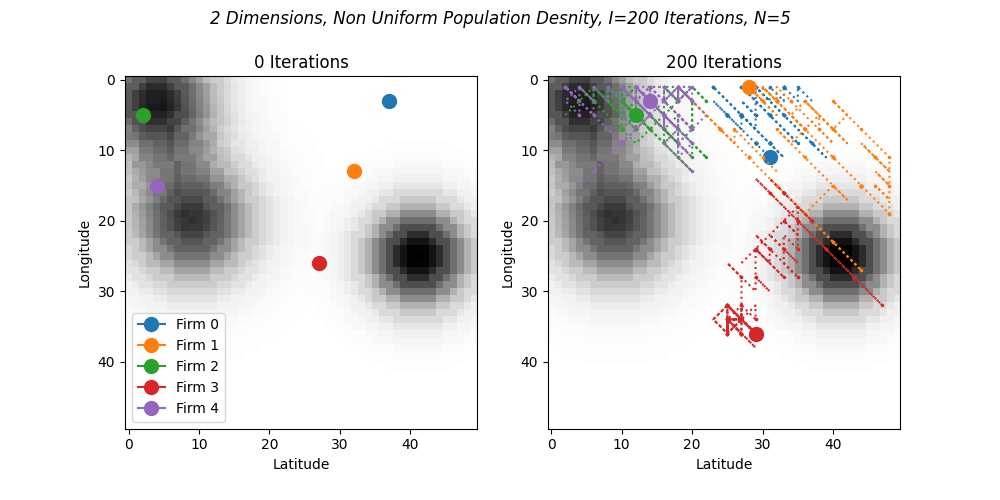 2 Dimensions, Non Uniform Population Desnity, I=200 Iterations, N=5
0 Iterations
0
10
20
30
40
Longitude
Firm 0
Firm 1
Firm 2
Firm 3
Firm 4
0 10 20 30 40
Latitude
200 Iterations
0
10
20
30
40
Longitude
0 10 20 30 40
Latitude